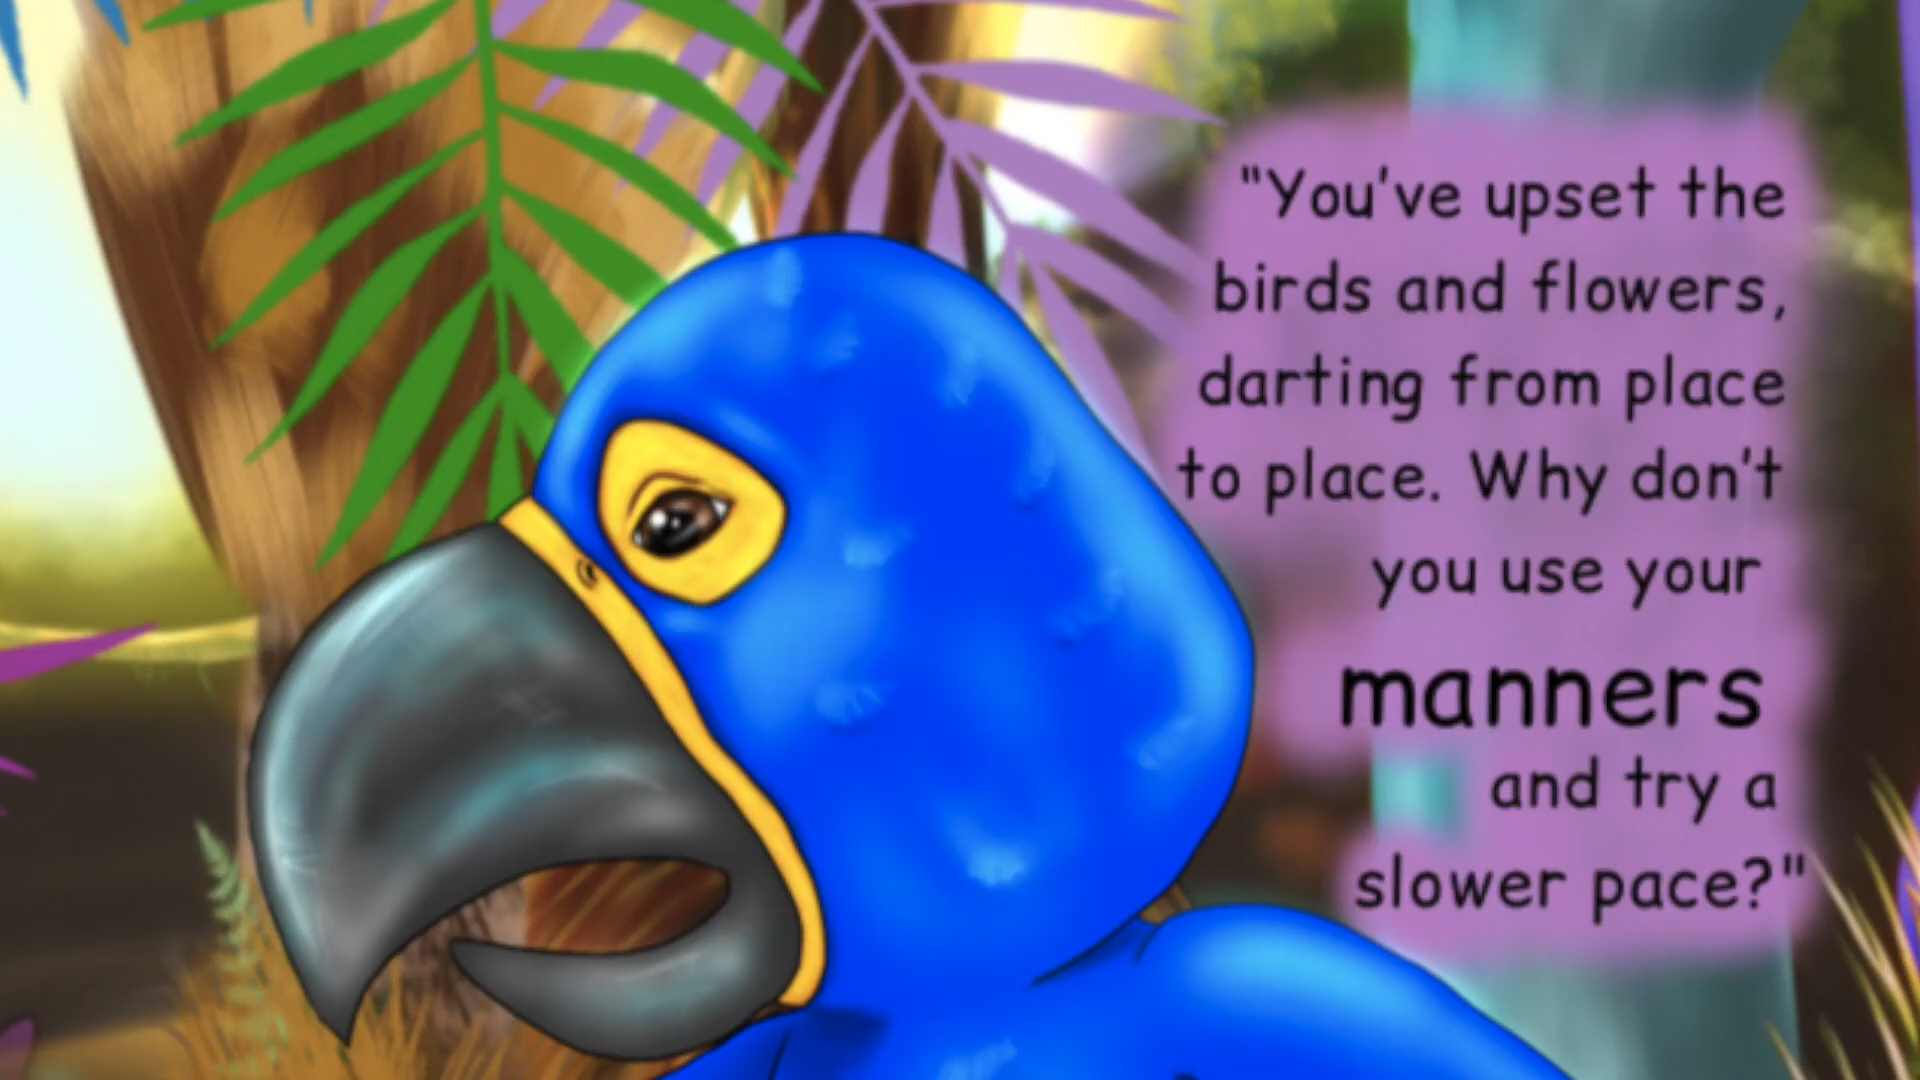 "You've upset the
birds and flowers,
darting from place
to place. Why don't
you use your
manners
and try a
slower pace?"